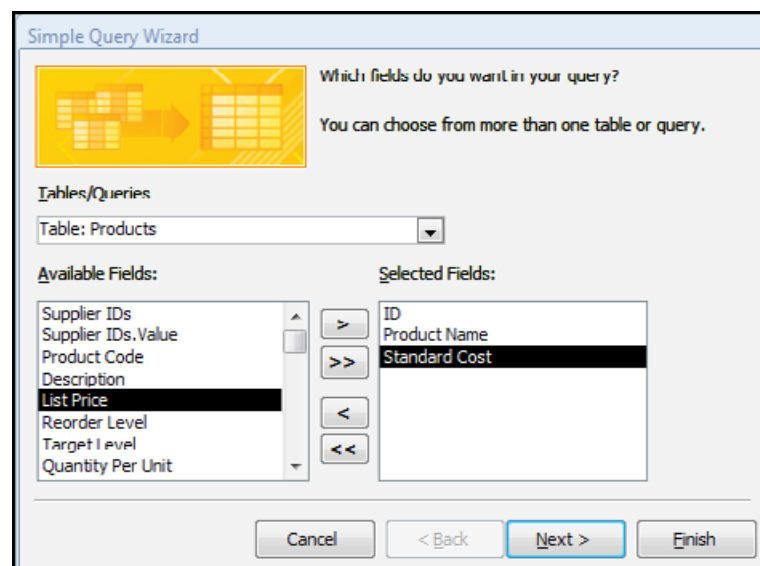 Simple Query Wizard
Which fields do you want in your query?
You can choose from more than one table or query.
Tables/Queries
Table: Products
Available Fields:
Selected Fields:
Supplier IDs
Supplier IDs.Value
Product Code
Description
List Price
Reorder Level
Target Level
Quantity Per Unit
>
>>
<
<<
ID
Product Name
Standard Cost
Cancel
< Back
Next >
Finish